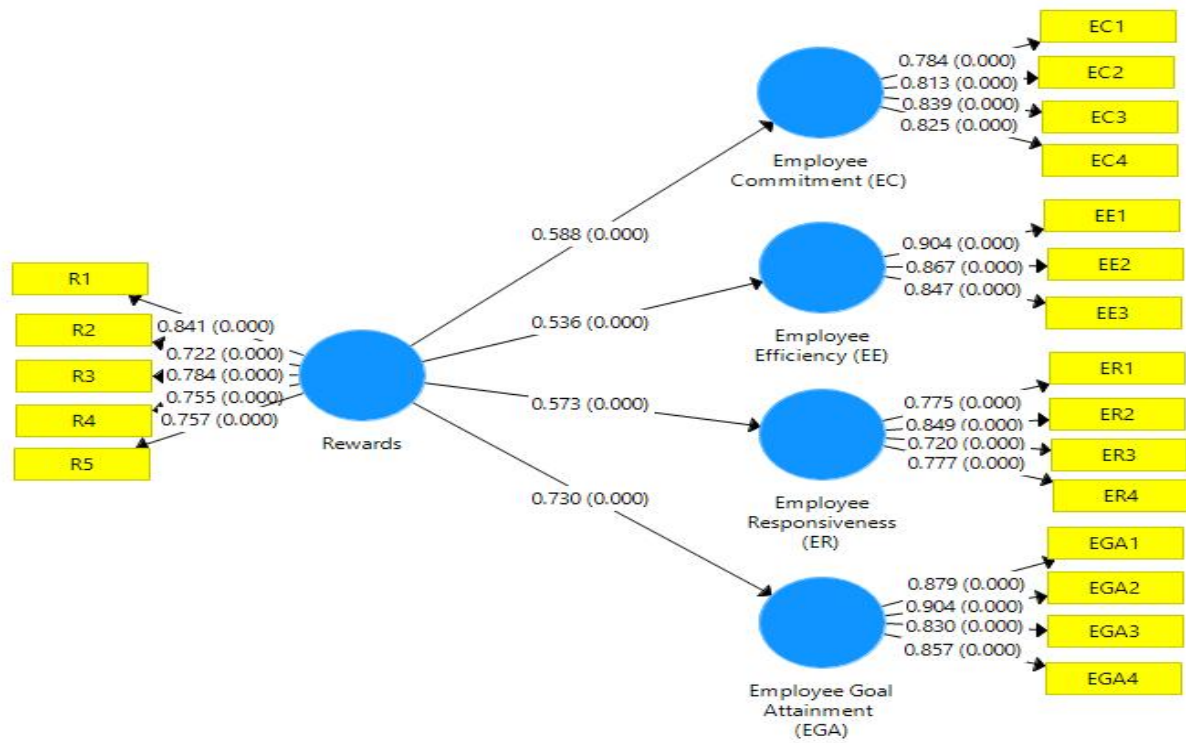 R1
R2
R3
R4
R5
0.841 (0.000)
0.722 (0.000)
0.784 (0.000)
0.755 (0.000)
0.757 (0.000)
Rewards
0.588 (0.000)
0.536 (0.000)
0.573 (0.000)
0.730 (0.000)
Employee
Commitment (EC)
0.784 (0.000)
0.813 (0.000)
0.839 (0.000)
0.825 (0.000)
EC1
EC2
EC3
EC4
Employee
Efficiency (EE)
0.904 (0.000)
0.867 (0.000)
0.847 (0.000)
EE1
EE2
EE3
Employee
Responsiveness
(ER)
0.775 (0.000)
0.849 (0.000)
0.720 (0.000)
0.777 (0.000)
ER1
ER2
ER3
ER4
Employee Goal
Attainment
(EGA)
0.879 (0.000)
0.904 (0.000)
0.830 (0.000)
0.857 (0.000)
EGA1
EGA2
EGA3
EGA4